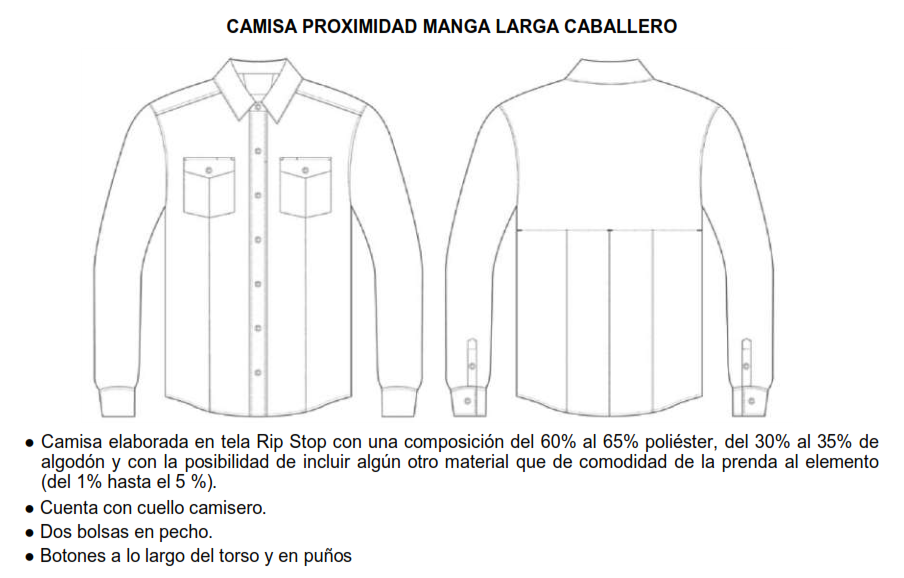 CAMISA PROXIMIDAD MANGA LARGA CABALLERO
● Camisa elaborada en tela Rip Stop con una composición del 60% al 65% poliéster, del 30% al 35% de
algodón y con la posibilidad de incluir algún otro material que de comodidad de la prenda al elemento
(del 1% hasta el 5 %).
● Cuenta con cuello camisero.
● Dos bolsas en pecho.
● Botones a lo largo del torso y en puños